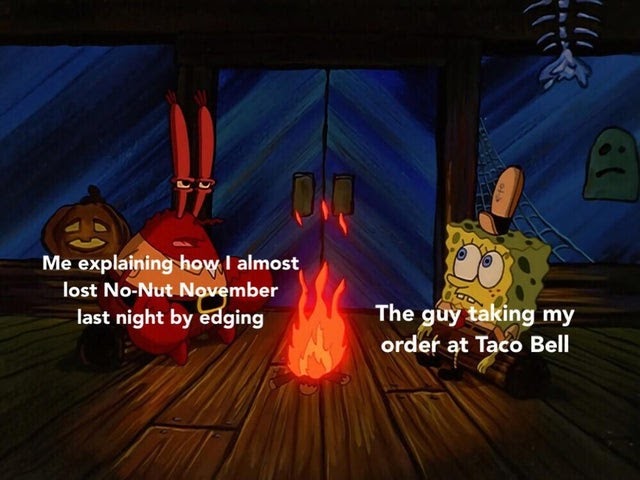 Me explaining how I almost
lost No-Nut November
last night by edging
The guy taking my
order at Taco Bell